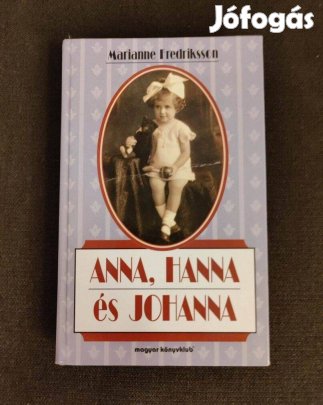 Jófogás
Marianne Fredriksson
ANNA, HANNA
és JOHANNA
magyar könyvklub